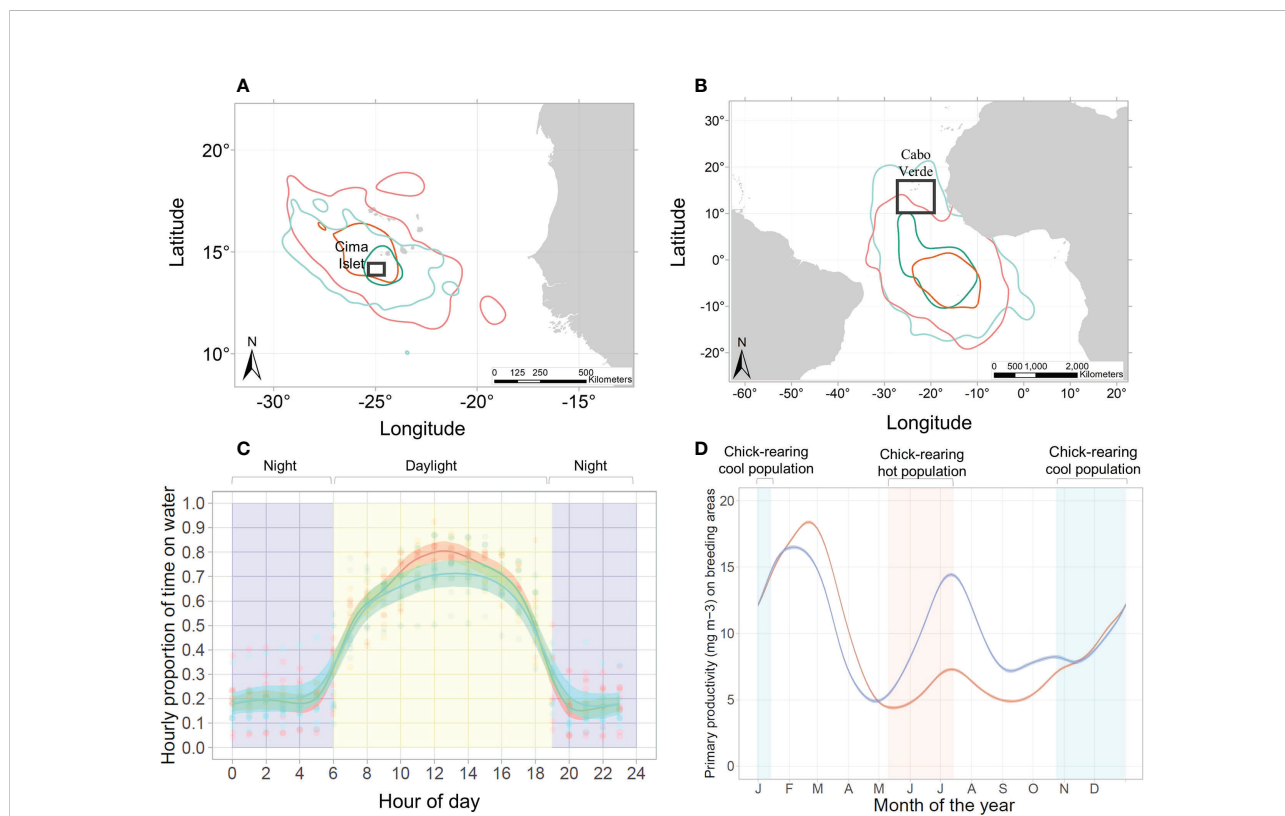 A
Latitude
20°
15°
10°
Cima
Islet
N
0 125 250 500
Kilometers
-30° -25° -20° -15°
Longitude
B
Latitude
30°
20°
10°
0°
-10°
-20°
Cabo
Verde
N
0 500 1,000 2,000
Kilometers
-60° -50° -40° -30° -20° -10° 0° 10° 20°
Longitude
C
Night Daylight Night
Hourly proportion of time on water
1.0
0.9
0.8
0.7
0.6
0.5
0.4
0.3
0.2
0.1
0.0
0 2 4 6 8 10 12 14 16 18 20 22 24
Hour of day
D
Chick-rearing
cool population
Chick-rearing
hot population
Chick-rearing
cool population
Primary productivity (mg m−3) on breeding areas
20
15
10
5
0
J F M A M J J A S O N D
Month of the year